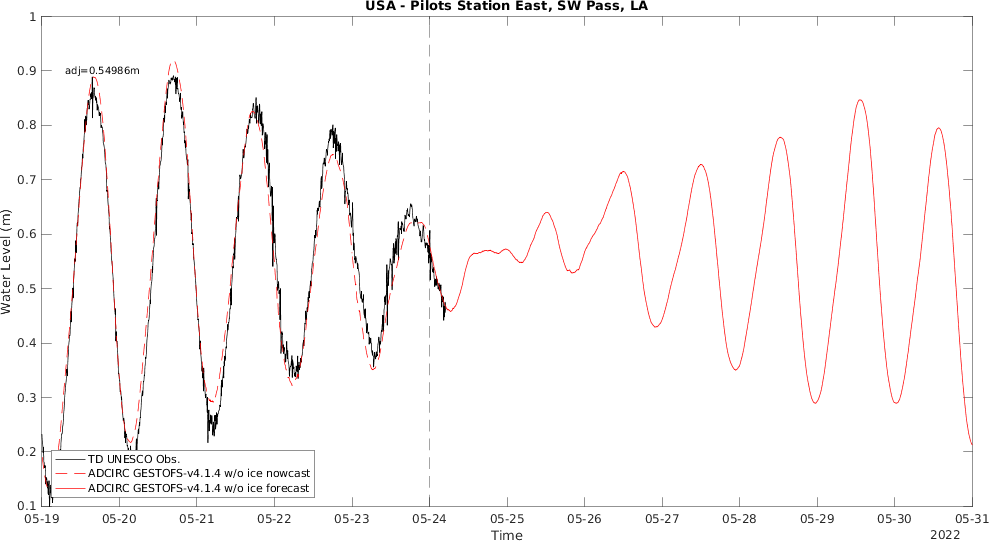 USA - Pilots Station East, SW Pass, LA
adj=0.54986m
Water Level (m)
1
0.9
0.8
0.7
0.6
0.5
0.4
0.3
0.2
0.1
TD UNESCO Obs.
ADCIRC GESTOFS-v4.1.4 w/o ice nowcast
ADCIRC GESTOFS-v4.1.4 w/o ice forecast
05-19 05-20 05-21 05-22 05-23 05-24 05-25 05-26 05-27 05-28 05-29 05-30 05-31
Time
2022